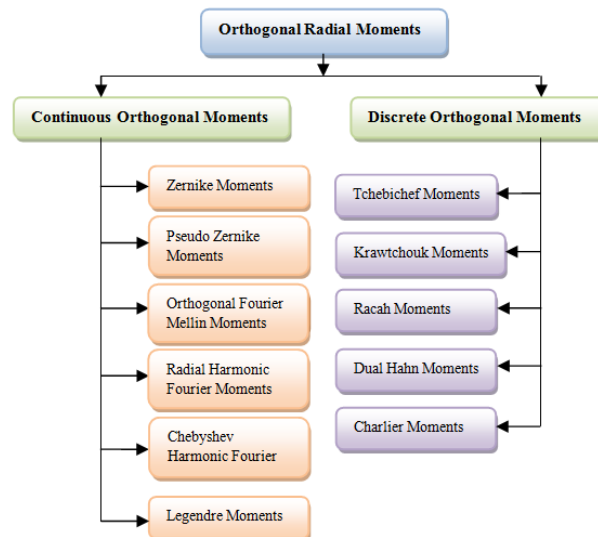 Orthogonal Radial Moments
Continuous Orthogonal Moments
Discrete Orthogonal Moments
Zernike Moments
Pseudo Zernike
Moments
Orthogonal Fourier
Mellin Moments
Radial Harmonic
Fourier Moments
Chebyshev
Harmonic Fourier
Legendre Moments
Tchebichef Moments
Krawtchouk Moments
Racah Moments
Dual Hahn Moments
Charlier Moments